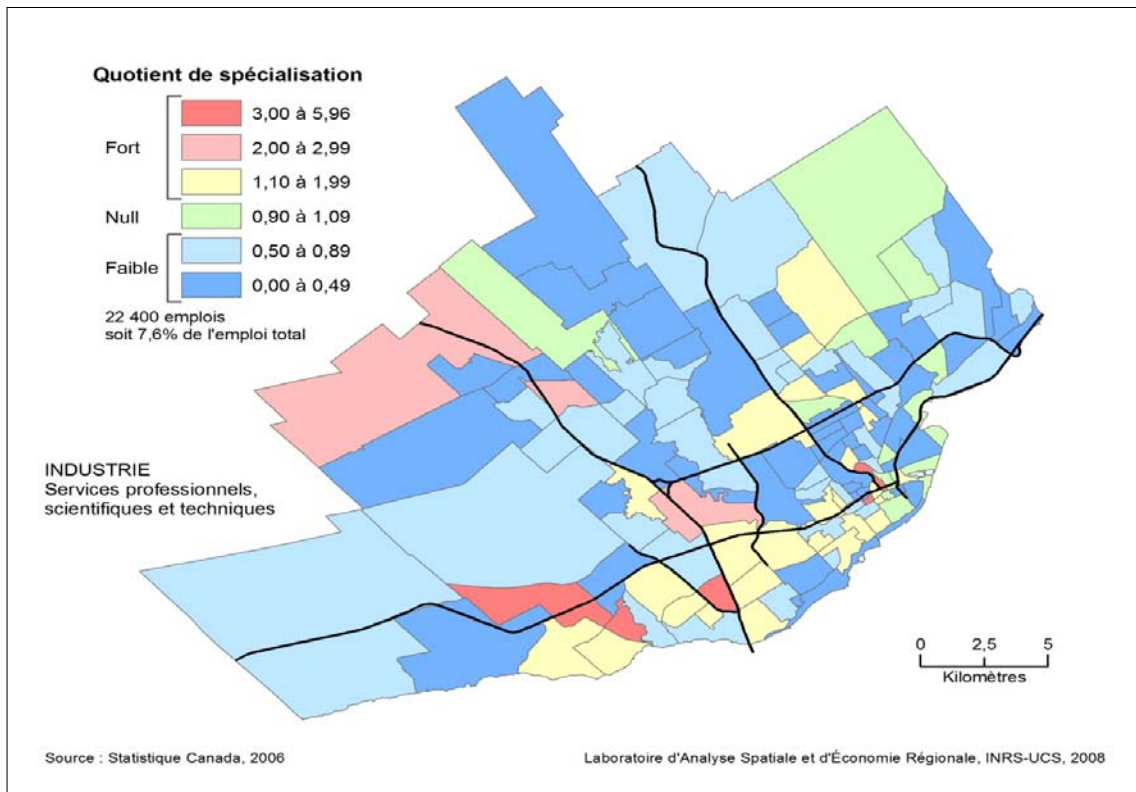 Quotient de spécialisation
Fort
3,00 à 5,96
2,00 à 2,99
1,10 à 1,99
Null
0,90 à 1,09
Faible
0,50 à 0,89
0,00 à 0,49
22 400 emplois
soit 7,6% de l'emploi total
INDUSTRIE
Services professionnels,
scientifiques et techniques
0 2,5 5
Kilomètres
Source : Statistique Canada, 2006
Laboratoire d'Analyse Spatiale et d'Économie Régionale, INRS-UCS, 2008